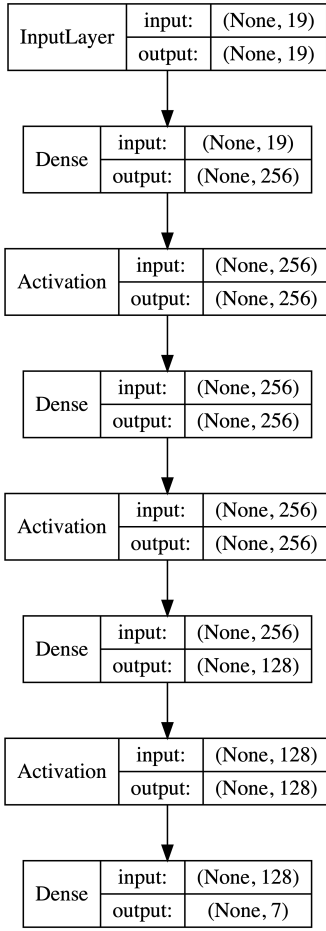 InputLayer
input: (None, 19)
output: (None, 19)
Dense
input: (None, 19)
output: (None, 256)
Activation
input: (None, 256)
output: (None, 256)
Dense
input: (None, 256)
output: (None, 256)
Activation
input: (None, 256)
output: (None, 256)
Dense
input: (None, 256)
output: (None, 128)
Activation
input: (None, 128)
output: (None, 128)
Dense
input: (None, 128)
output: (None, 7)